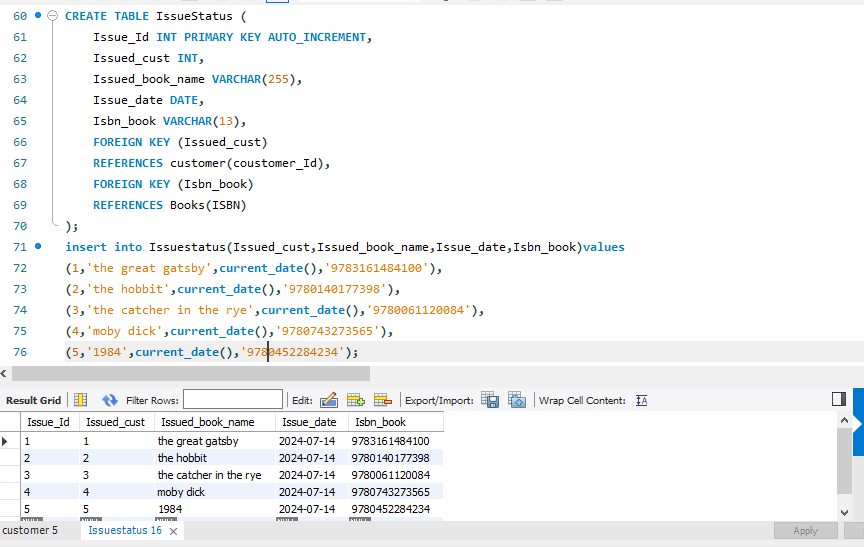 60 CREATE TABLE IssueStatus (
61 Issue_Id INT PRIMARY KEY AUTO_INCREMENT,
62 Issued_cust INT,
63 Issued_book_name VARCHAR(255),
64 Issue_date DATE,
65 Isbn_book VARCHAR(13),
66 FOREIGN KEY (Issued_cust)
67 REFERENCES customer(coustomer_Id),
68 FOREIGN KEY (Isbn_book)
69 REFERENCES Books(ISBN)
70 );
71 insert into Issuestatus(Issued_cust,Issued_book_name,Issue_date,Isbn_book)values
72 (1,'the great gatsby',current_date(),'9783161484100'),
73 (2,'the hobbit',current_date(),'9780140177398'),
74 (3,'the catcher in the rye',current_date(),'9780061120084'),
75 (4,'moby dick',current_date(),'9780743273565'),
76 (5,'1984',current_date(),'9780452284234');
Result Grid Filter Rows: Edit: Export/Import: Wrap Cell Content:
Issue_Id Issued_cust Issued_book_name Issue_date Isbn_book
1 1 the great gatsby 2024-07-14 9783161484100
2 2 the hobbit 2024-07-14 9780140177398
3 3 the catcher in the rye 2024-07-14 9780061120084
4 4 moby dick 2024-07-14 9780743273565
5 5 1984 2024-07-14 9780452284234
NULL NULL NULL NULL NULL
customer 5 Issuestatus 16 Apply